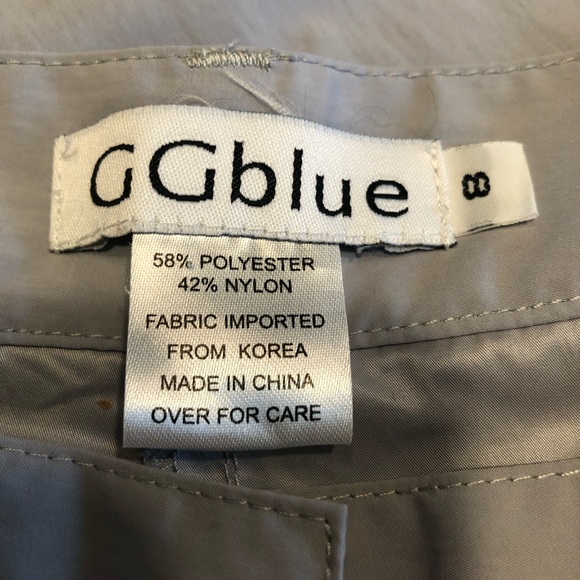 GGblue
8
58% POLYESTER
42% NYLON
FABRIC IMPORTED
FROM KOREA
MADE IN CHINA
OVER FOR CARE